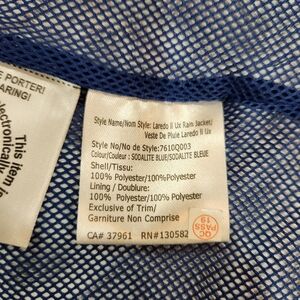 E PORTER!
ARING!
This Item
lectronically
Style Name/Nom Style: Laredo II Ux Rain Jacket/
Veste De Pluie Laredo II Ux
Style No/No de Style:7610Q003
Colour/Couleur : SODALITE BLUE/SODALITE BLEUE
Shell/Tissu:
100% Polyester/100%Polyester
Lining / Doublure:
100% Polyester/100% Polyester
Exclusive of Trim/
Garniture Non Comprise
CA# 37961 RN#130582
QC
PASS
19